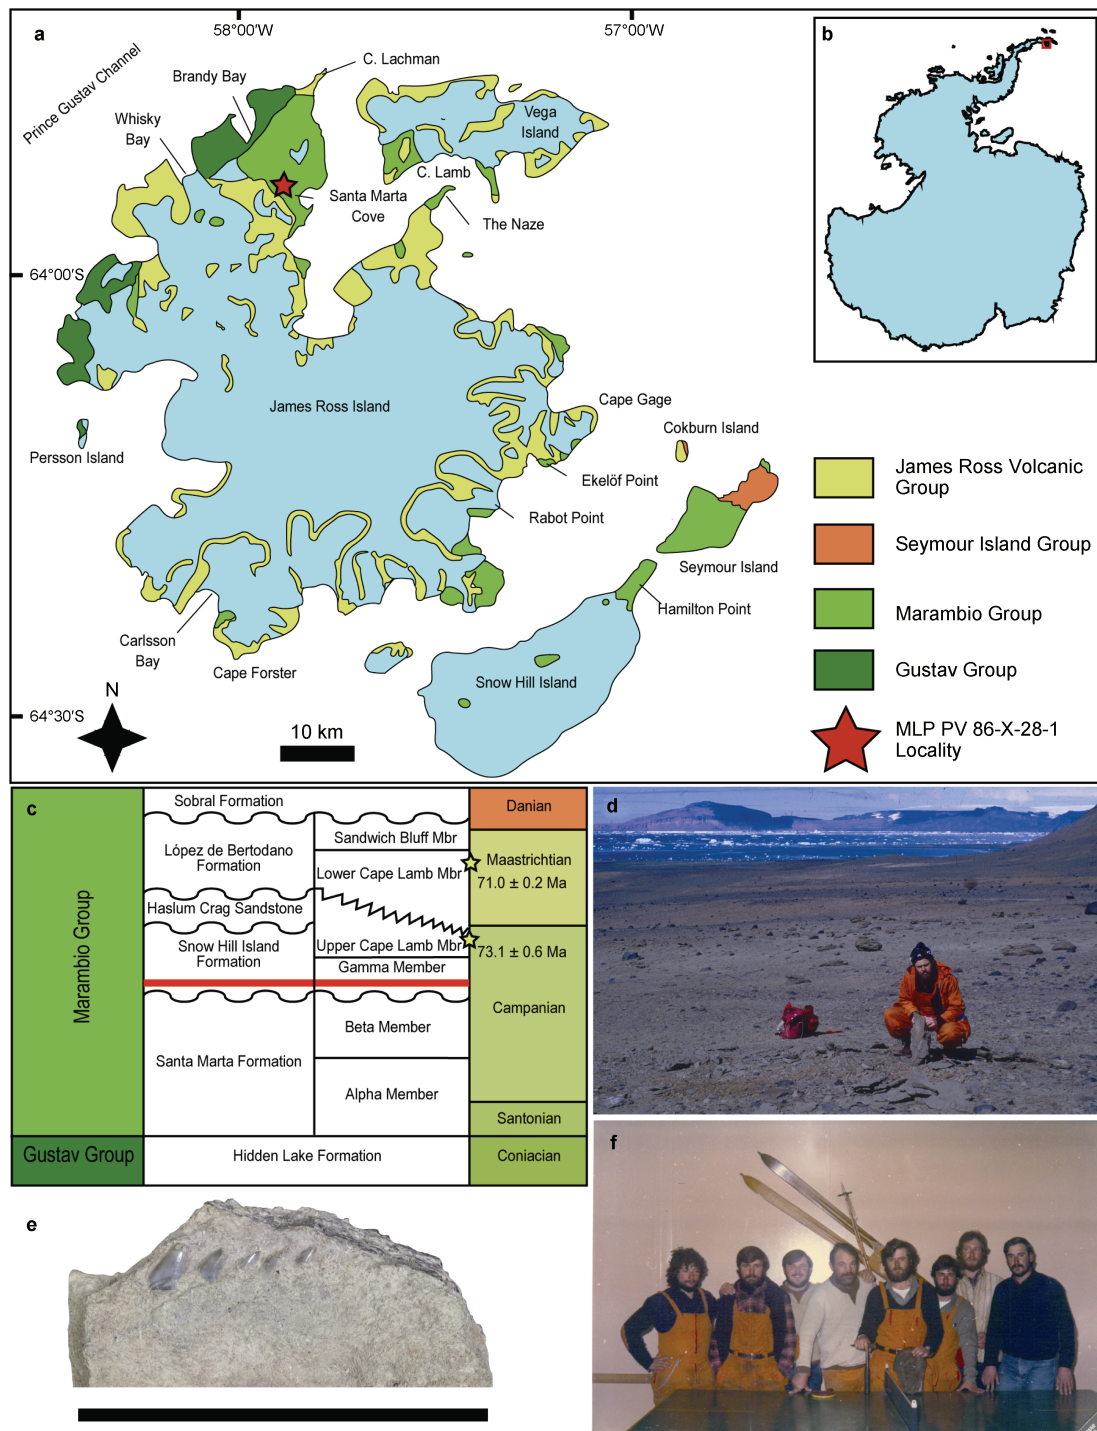 58°00'W
57°00'W
a
Prince Gustav Channel
Brandy Bay
C. Lachman
Whisky
Bay
Vega
Island
C. Lamb
Santa Marta
Cove
The Naze
64°00'S
James Ross Island
Cape Gage
Cokburn Island
Persson Island
Ekelöf Point
Rabot Point
Seymour Island
Hamilton Point
Carlsson
Bay
Cape Forster
Snow Hill Island
N
64°30'S
10 km
b
James Ross Volcanic
Group
Seymour Island Group
Marambio Group
Gustav Group
MLP PV 86-X-28-1
Locality
c
Marambio Group
Gustav Group
Sobral Formation
López de Bertodano
Formation
Haslum Crag Sandstone
Snow Hill Island
Formation
Santa Marta Formation
Hidden Lake Formation
Sandwich Bluff Mbr
Lower Cape Lamb Mbr
Upper Cape Lamb Mbr
Gamma Member
Beta Member
Alpha Member
Danian
Maastrichtian
71.0 ± 0.2 Ma
73.1 ± 0.6 Ma
Campanian
Santonian
Coniacian
d
e
f